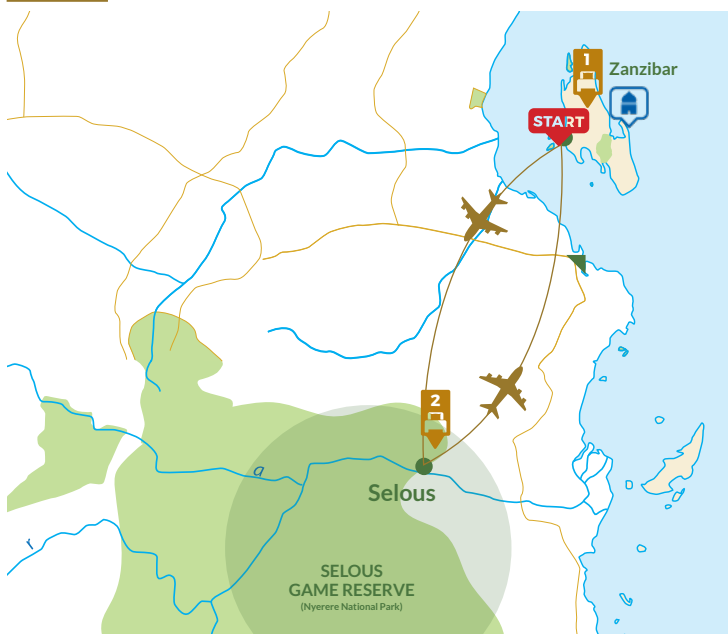 1
Zanzibar
START
2
a
Selous
r
SELOUS
GAME RESERVE
(Nyerere National Park)